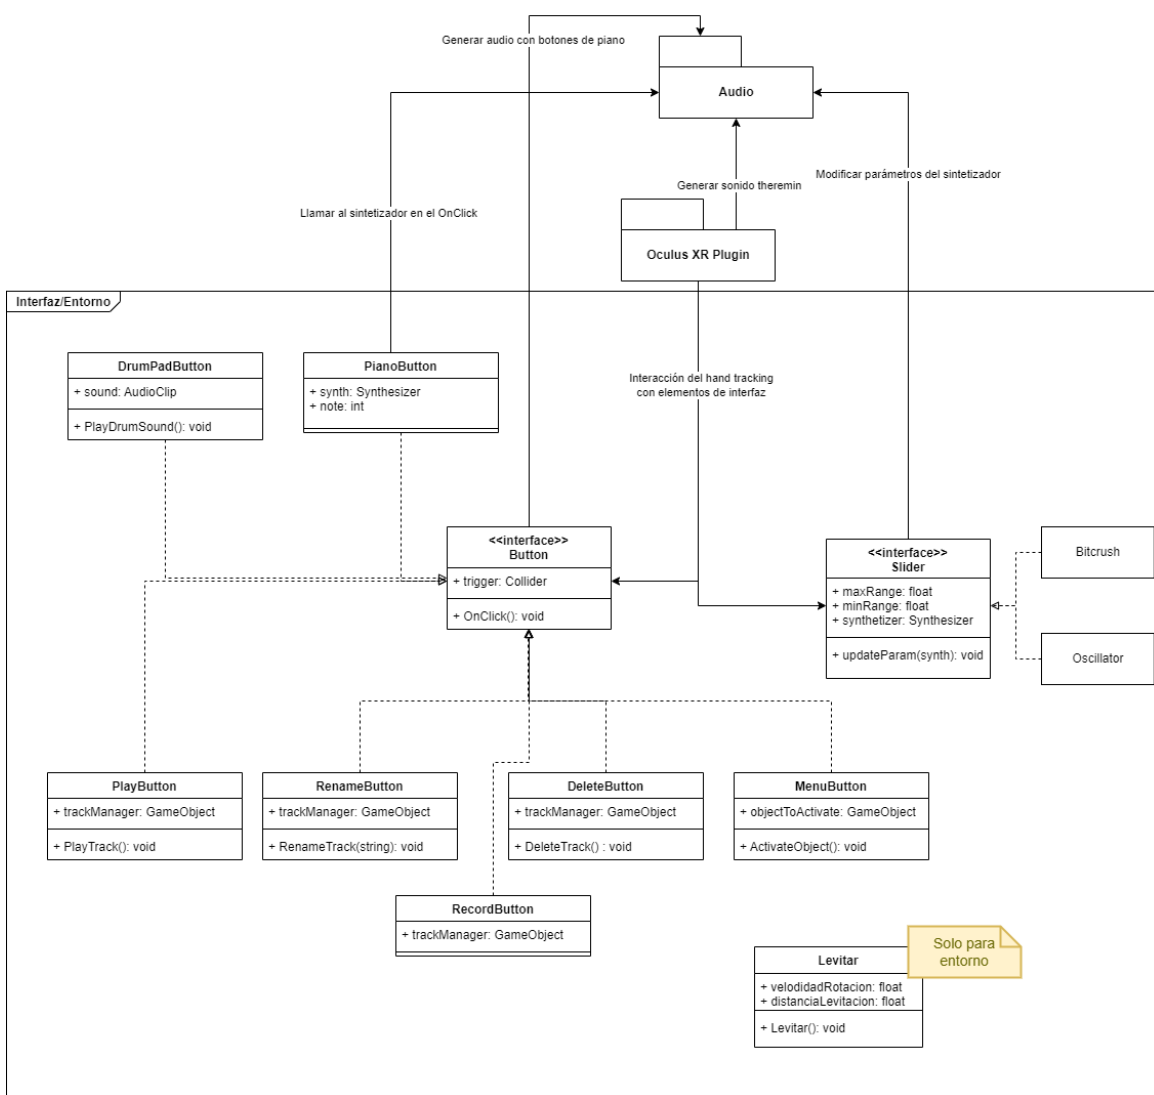 Generar audio con botones de piano
Audio
Modificar parámetros del sintetizador
Generar sonido theremin
Llamar al sintetizador en el OnClick
Oculus XR Plugin
Interfaz/Entorno
DrumPadButton
+ sound: AudioClip
+ PlayDrumSound(): void
PianoButton
+ synth: Synthesizer
+ note: int
Interacción del hand tracking
con elementos de interfaz
<<interface>>
Button
+ trigger: Collider
+ OnClick(): void
<<interface>>
Slider
+ maxRange: float
+ minRange: float
+ synthetizer: Synthesizer
+ updateParam(synth): void
Bitcrush
Oscillator
PlayButton
+ trackManager: GameObject
+ PlayTrack(): void
RenameButton
+ trackManager: GameObject
+ RenameTrack(string): void
DeleteButton
+ trackManager: GameObject
+ DeleteTrack() : void
MenuButton
+ objectToActivate: GameObject
+ ActivateObject(): void
RecordButton
+ trackManager: GameObject
Solo para
entorno
Levitar
+ velodidadRotacion: float
+ distanciaLevitacion: float
+ Levitar(): void